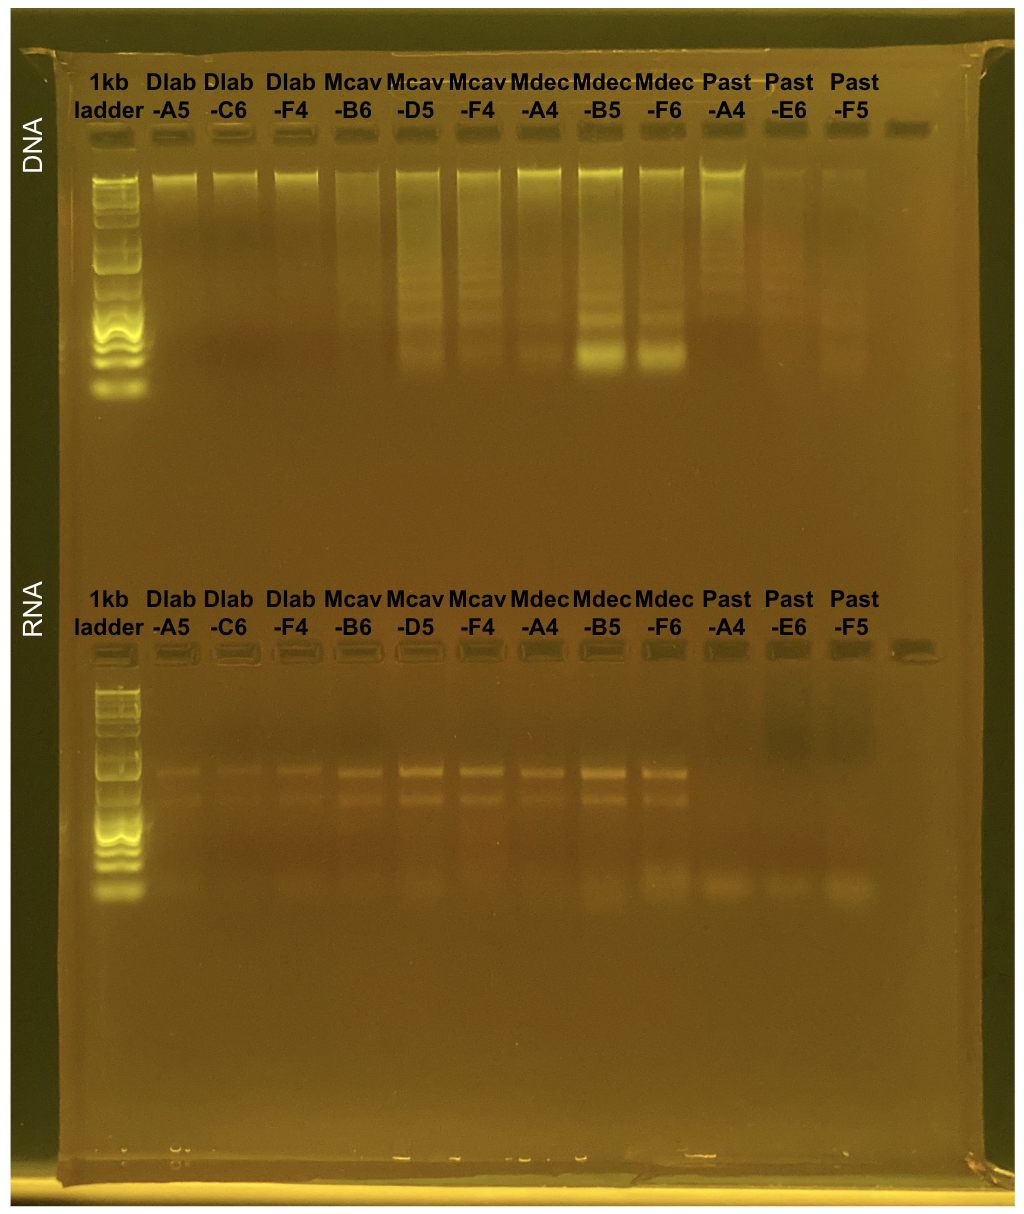 1kb Dlab Dlab Dlab Mcav Mcav Mcav Mdec Mdec Mdec Past Past Past
ladder -A5 -C6 -F4 -B6 -D5 -F4 -A4 -B5 -F6 -A4 -E6 -F5
DNA
1kb Dlab Dlab Dlab Mcav Mcav Mcav Mdec Mdec Mdec Past Past Past
ladder -A5 -C6 -F4 -B6 -D5 -F4 -A4 -B5 -F6 -A4 -E6 -F5
RNA